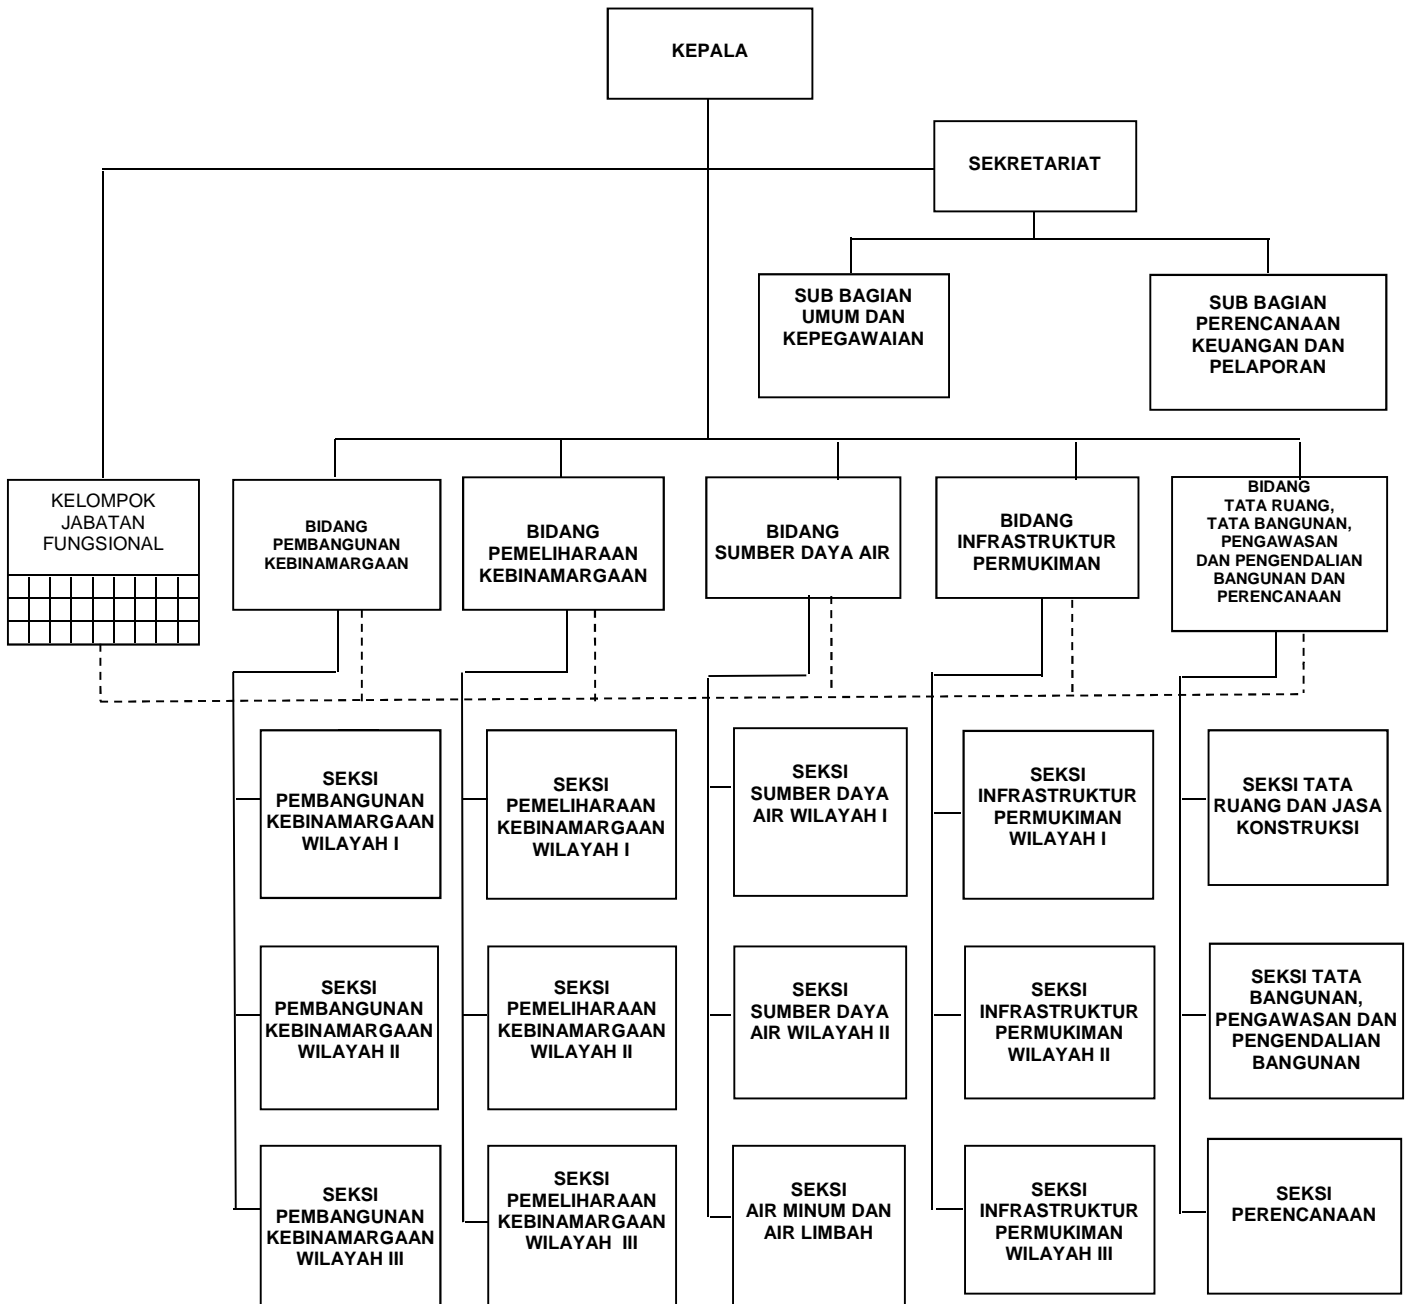 KEPALA
SEKRETARIAT
SUB BAGIAN
UMUM DAN
KEPEGAWAIAN
SUB BAGIAN
PERENCANAAN
KEUANGAN DAN
PELAPORAN
KELOMPOK
JABATAN
FUNGSIONAL
BIDANG
PEMBANGUNAN
KEBINAMARGAAN
BIDANG
PEMELIHARAAN
KEBINAMARGAAN
BIDANG
SUMBER DAYA AIR
BIDANG
INFRASTRUKTUR
PERMUKIMAN
BIDANG
TATA RUANG,
TATA BANGUNAN,
PENGAWASAN
DAN PENGENDALIAN
BANGUNAN DAN
PERENCANAAN
SEKSI
PEMBANGUNAN
KEBINAMARGAAN
WILAYAH I
SEKSI
PEMELIHARAAN
KEBINAMARGAAN
WILAYAH I
SEKSI
SUMBER DAYA
AIR WILAYAH I
SEKSI
INFRASTRUKTUR
PERMUKIMAN
WILAYAH I
SEKSI TATA
RUANG DAN JASA
KONSTRUKSI
SEKSI
PEMBANGUNAN
KEBINAMARGAAN
WILAYAH II
SEKSI
PEMELIHARAAN
KEBINAMARGAAN
WILAYAH II
SEKSI
SUMBER DAYA
AIR WILAYAH II
SEKSI
INFRASTRUKTUR
PERMUKIMAN
WILAYAH II
SEKSI TATA
BANGUNAN,
PENGAWASAN DAN
PENGENDALIAN
BANGUNAN
SEKSI
PEMBANGUNAN
KEBINAMARGAAN
WILAYAH III
SEKSI
PEMELIHARAAN
KEBINAMARGAAN
WILAYAH III
SEKSI
AIR MINUM DAN
AIR LIMBAH
SEKSI
INFRASTRUKTUR
PERMUKIMAN
WILAYAH III
SEKSI
PERENCANAAN